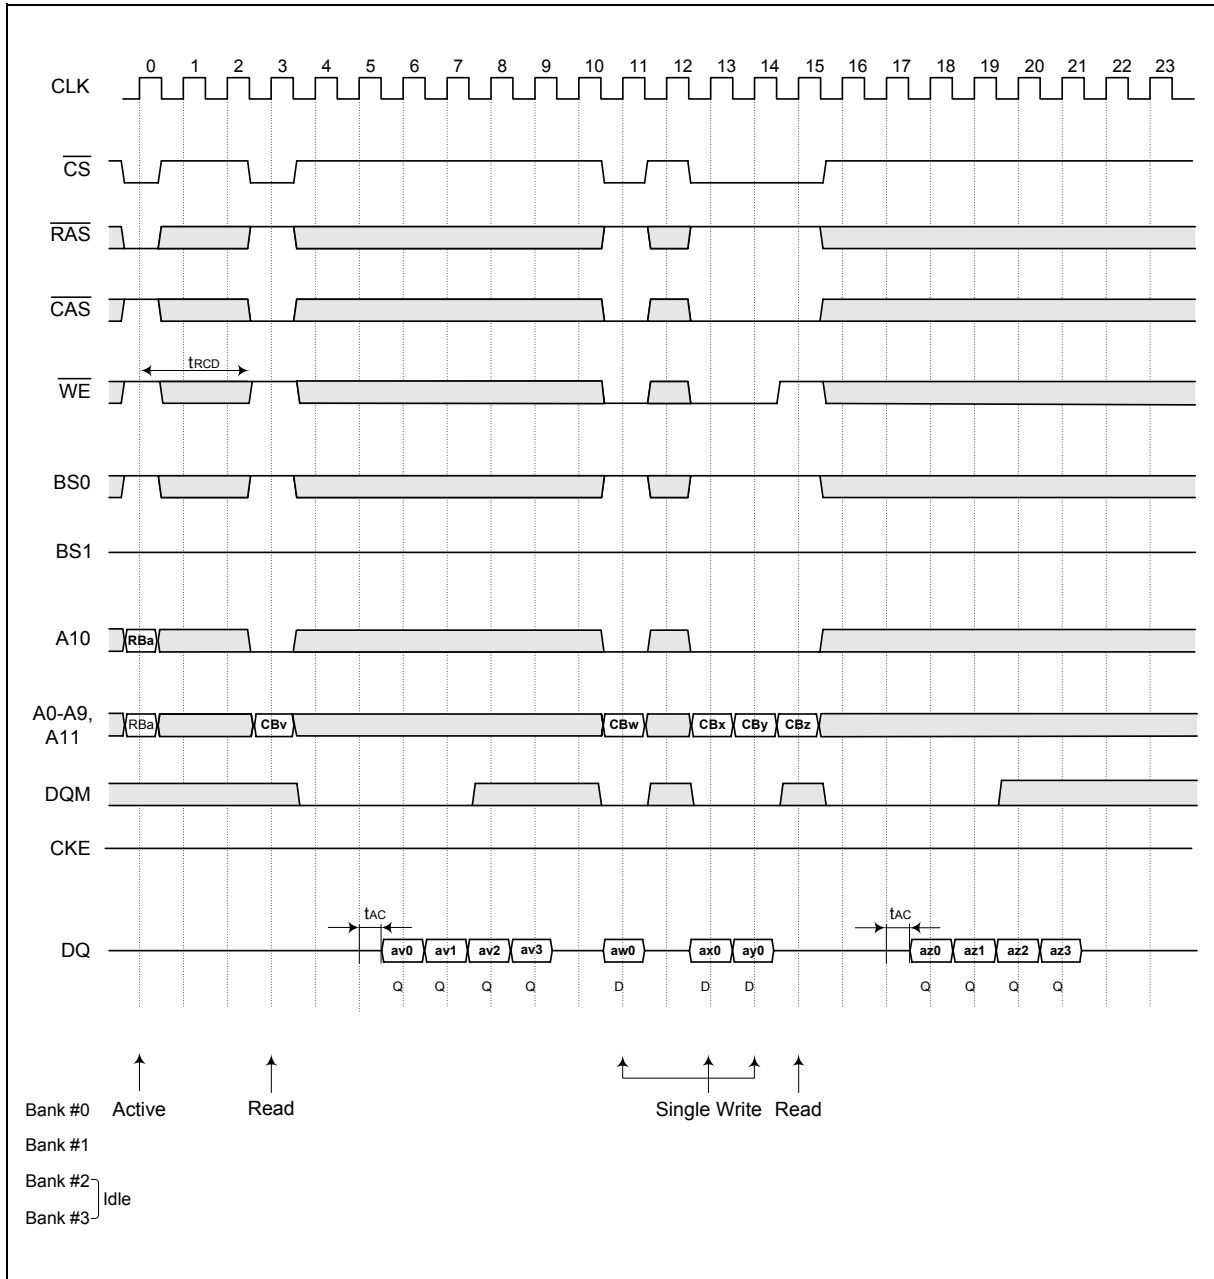 0 1 2 3 4 5 6 7 8 9 10 11 12 13 14 15 16 17 18 19 20 21 22 23
CLK
CS
RAS
CAS
tRCD
WE
BS0
BS1
A10 RBa
A0-A9,
A11
RBa CBv CBw CBx CBy CBz
DQM
CKE
tAC tAC
DQ av0 av1 av2 av3 aw0 ax0 ay0 az0 az1 az2 az3
Q Q Q Q D D D Q Q Q Q
Bank #0 Active Read Single Write Read
Bank #1
Bank #2
Idle
Bank #3